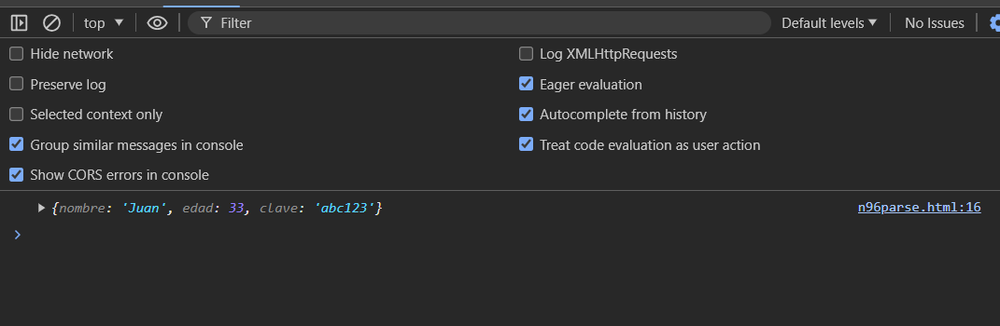 top Filter Default levels No Issues
Hide network Log XMLHttpRequests
Preserve log Eager evaluation
Selected context only Autocomplete from history
Group similar messages in console Treat code evaluation as user action
Show CORS errors in console
{nombre: 'Juan', edad: 33, clave: 'abc123'} n96parse.html:16